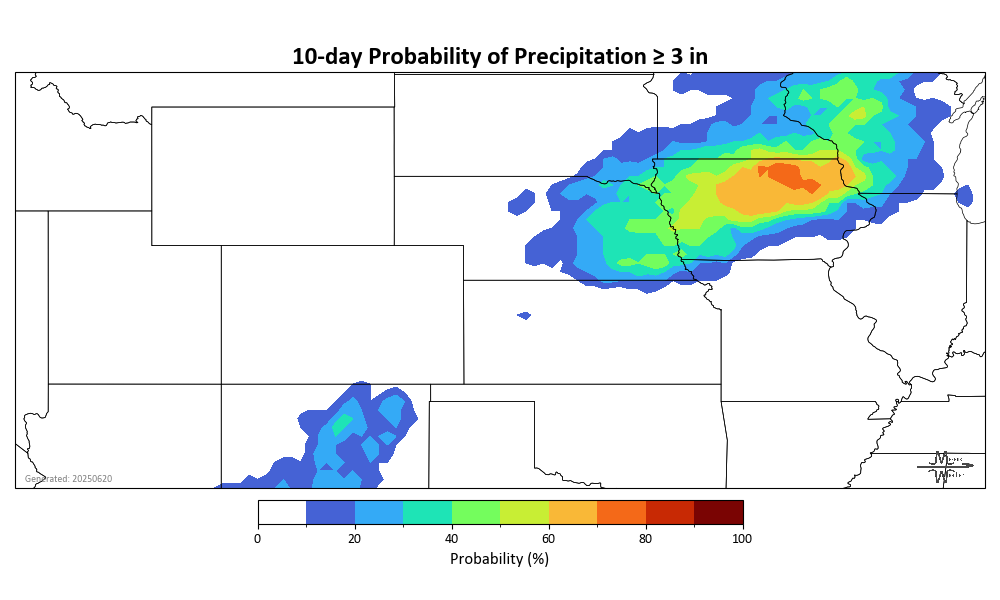 10-day Probability of Precipitation ≥ 3 in
Generated: 20250620
0 20 40 60 80 100
Probability (%)